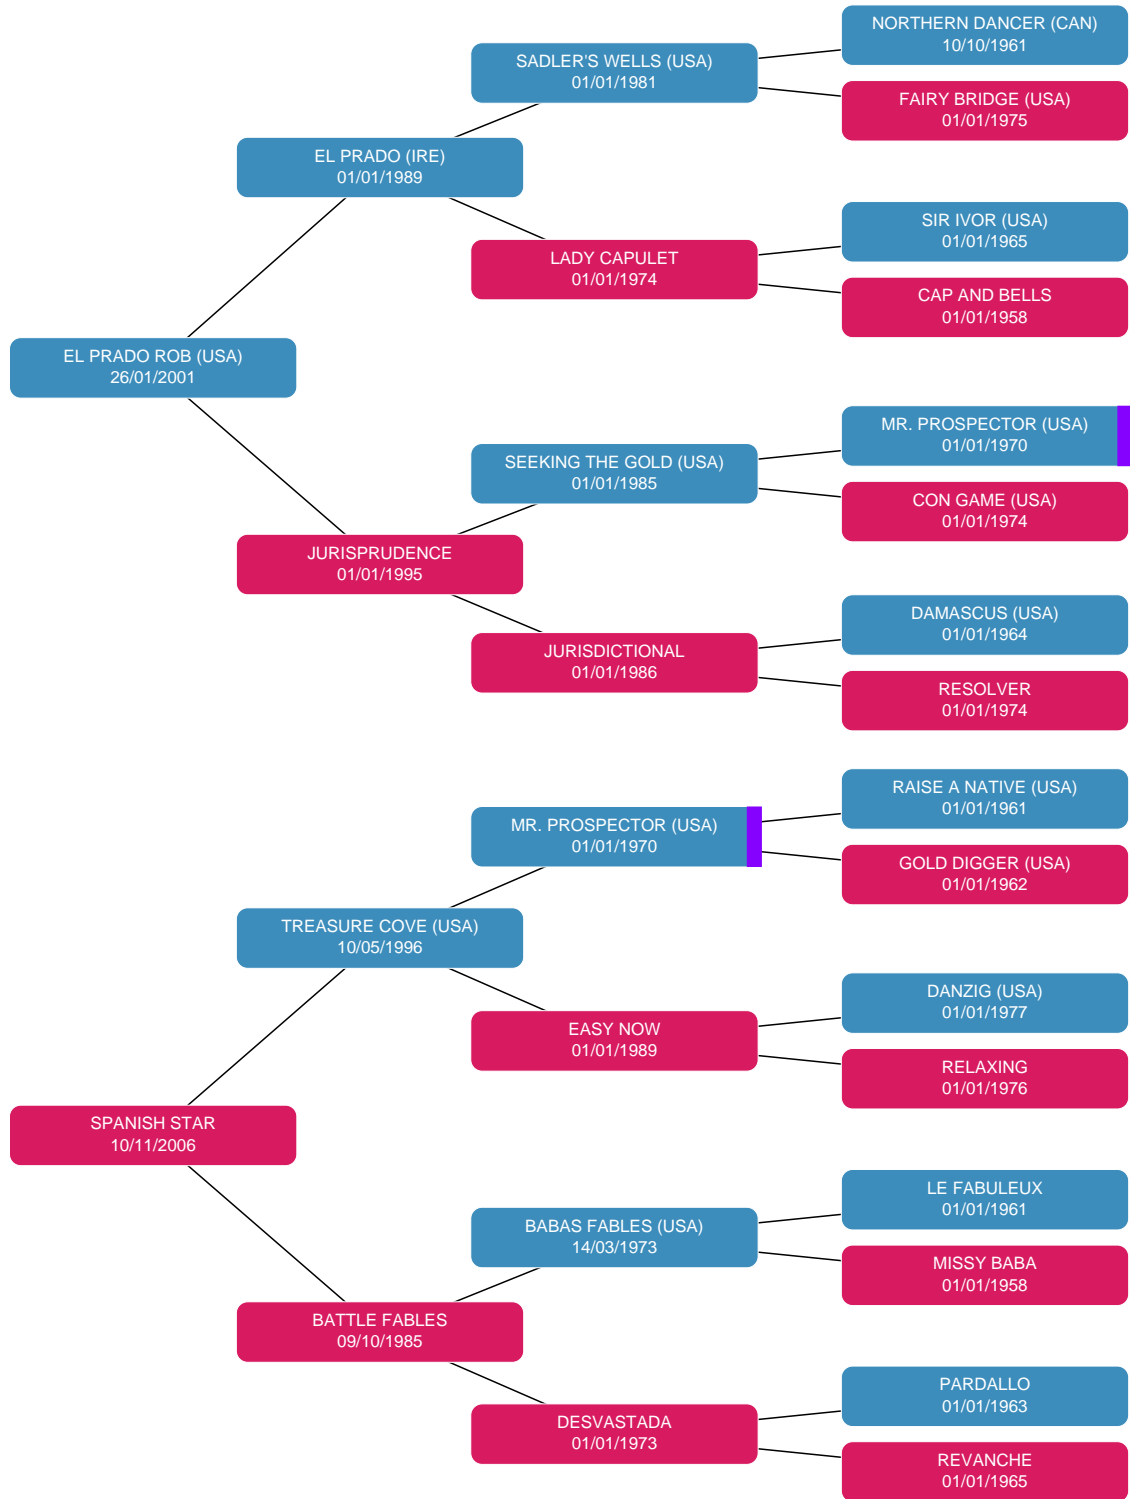 NORTHERN DANCER (CAN)
10/10/1961
SADLER'S WELLS (USA)
01/01/1981
FAIRY BRIDGE (USA)
01/01/1975
EL PRADO (IRE)
01/01/1989
SIR IVOR (USA)
01/01/1965
LADY CAPULET
01/01/1974
CAP AND BELLS
01/01/1958
EL PRADO ROB (USA)
26/01/2001
MR. PROSPECTOR (USA)
01/01/1970
SEEKING THE GOLD (USA)
01/01/1985
CON GAME (USA)
01/01/1974
JURISPRUDENCE
01/01/1995
DAMASCUS (USA)
01/01/1964
JURISDICTIONAL
01/01/1986
RESOLVER
01/01/1974
RAISE A NATIVE (USA)
01/01/1961
MR. PROSPECTOR (USA)
01/01/1970
GOLD DIGGER (USA)
01/01/1962
TREASURE COVE (USA)
10/05/1996
DANZIG (USA)
01/01/1977
EASY NOW
01/01/1989
RELAXING
01/01/1976
SPANISH STAR
10/11/2006
LE FABULEUX
01/01/1961
BABAS FABLES (USA)
14/03/1973
MISSY BABA
01/01/1958
BATTLE FABLES
09/10/1985
PARDALLO
01/01/1963
DESVASTADA
01/01/1973
REVANCHE
01/01/1965